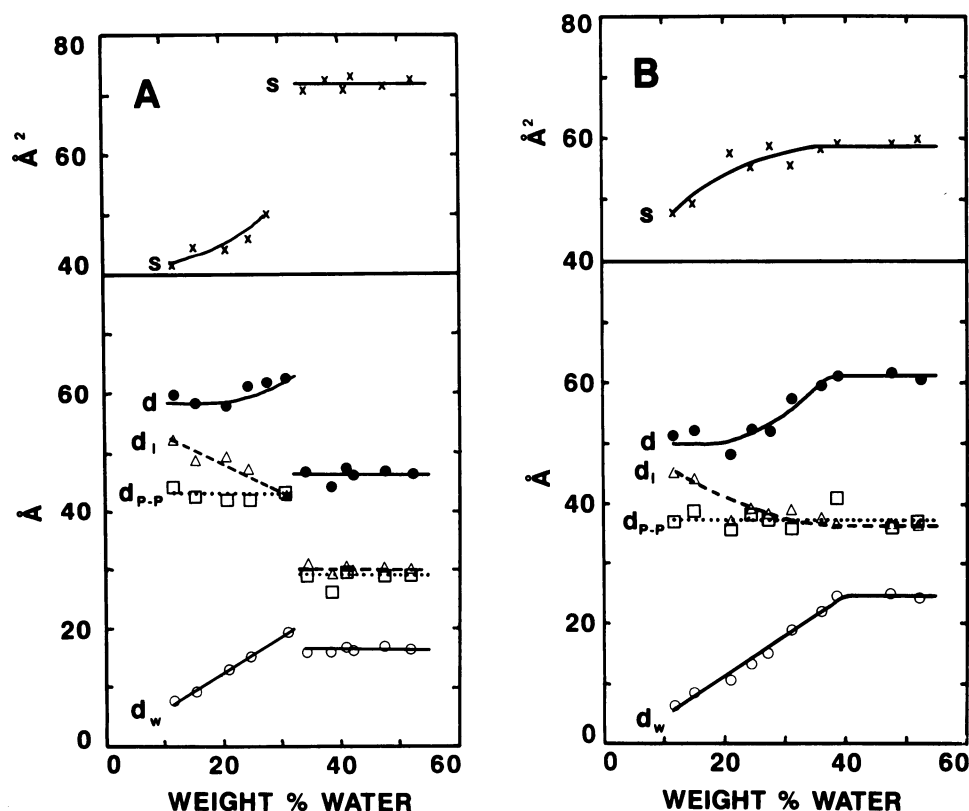 A
80
60
40
Å²
S
S
60
40
20
0
Å
d
d_l
d_P-P
d_w
0 20 40 60
WEIGHT % WATER
B
80
60
40
Å²
S
60
40
20
0
Å
d
d_l
d_P-P
d_w
0 20 40 60
WEIGHT % WATER